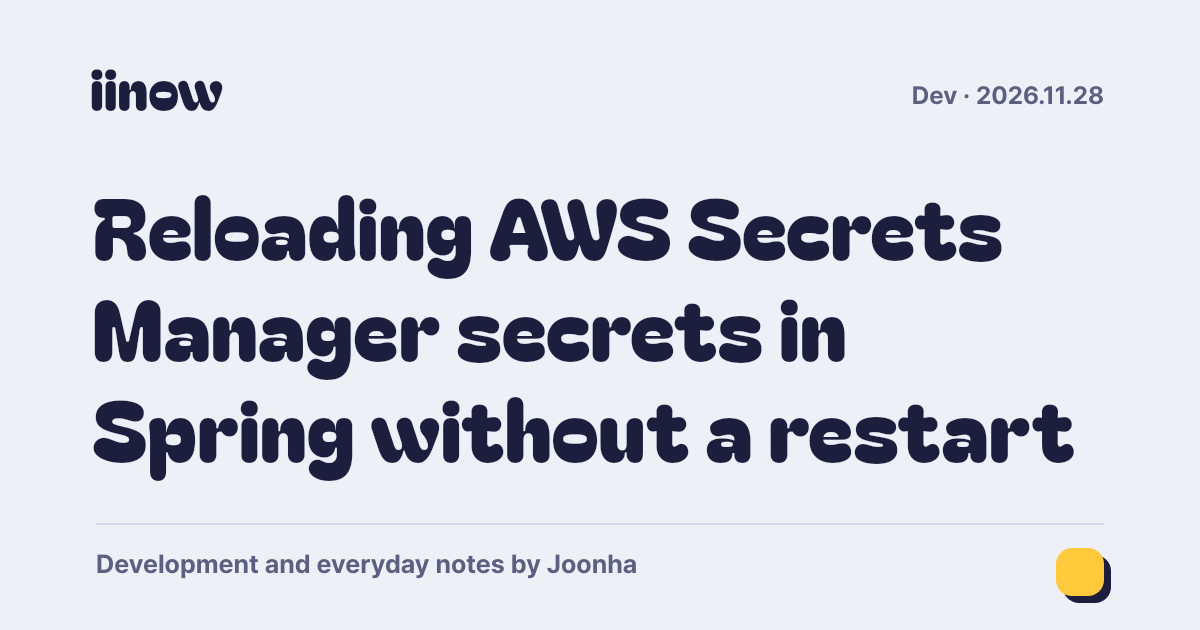 iinow
Dev · 2026.11.28
Reloading AWS Secrets
Manager secrets in
Spring without a restart
Development and everyday notes by Joonha